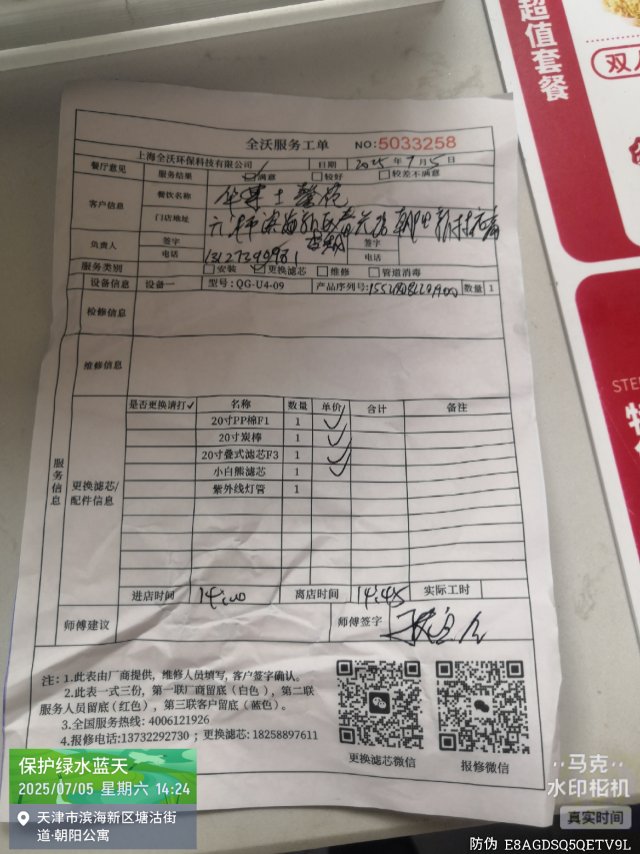 超值套餐
双人
全沃服务工单 NO:5033258
上海全沃环保科技有限公司 日期 2025年7月5日
餐厅意见 服务结果 ☑满意 □较好 □较差不满意
客户信息 餐饮名称 华莱士
门店地址
负责人 签字 签字
电话 电话
服务类别 □安装 ☑更换滤芯 □维修 □管道消毒
设备信息 设备一 型号:QG-U4-09 产品序列号: 数量 1
检修信息
维修信息
服务信息
更换滤芯/配件信息
是否更换请打✓ 名称 数量 单价 合计 备注
20寸PP棉F1 1 ✓
20寸炭棒 1 ✓
20寸叠式滤芯F3 1 ✓
小白熊滤芯 1 ✓
紫外线灯管 1
进店时间 14:00 离店时间 14:45 实际工时
师傅建议 师傅签字
注: 1.此表由厂商提供, 维修人员填写, 客户签字确认。
2.此表一式三份, 第一联厂商留底(白色), 第二联
服务人员留底(红色), 第三联客户留底(蓝色)。
3.全国服务热线: 4006121926
4.报修电话:13732292730 ; 更换滤芯: 18258897611
更换滤芯微信 报修微信
保护绿水蓝天
2025/07/05 星期六 14:24
天津市滨海新区塘沽街
道·朝阳公寓
马克
水印相机
真实时间
防伪 E8AGDSQ5QETV9L